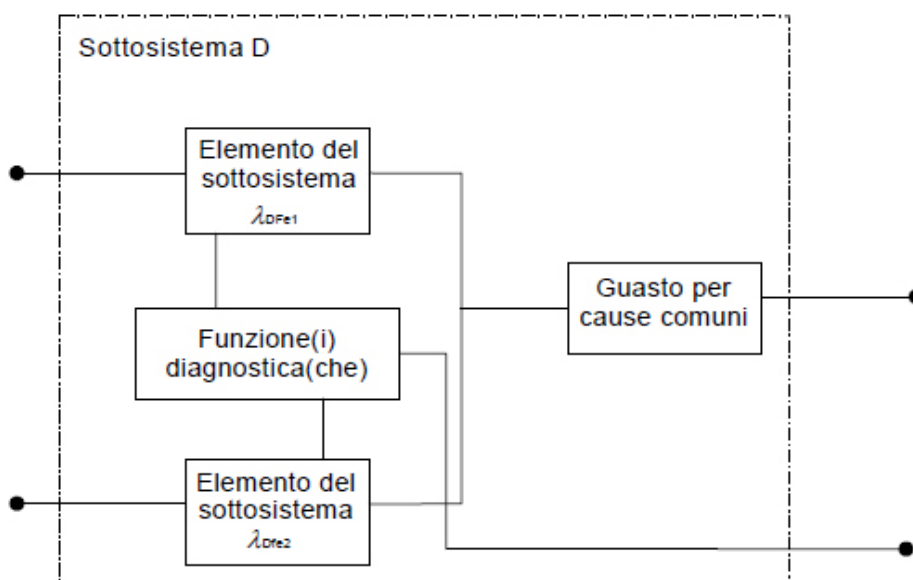 Sottosistema D
Elemento del
sottosistema
λDFe1
Funzione(i)
diagnostica(che)
Guasto per
cause comuni
Elemento del
sottosistema
λDfe2